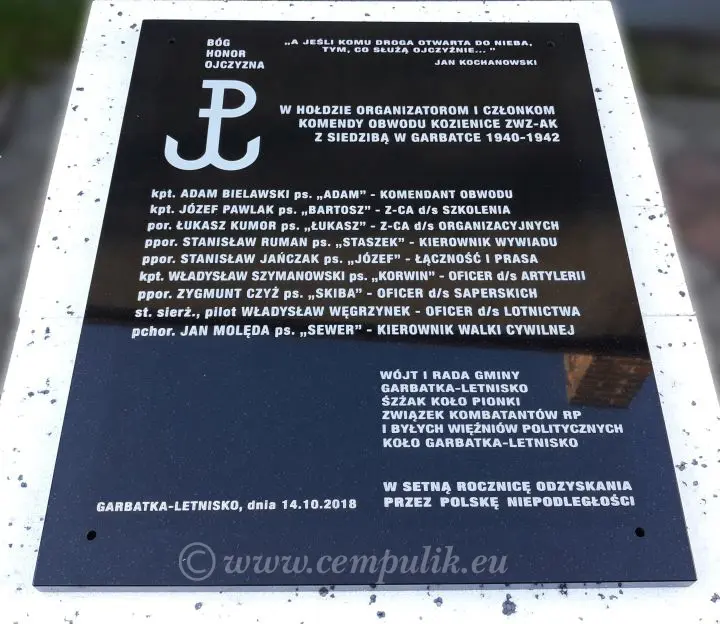 BÓG
HONOR
OJCZYZNA
„A JEŚLI KOMU DROGA OTWARTA DO NIEBA,
TYM, CO SŁUŻĄ OJCZYŹNIE... "
JAN KOCHANOWSKI
W HOŁDZIE ORGANIZATOROM I CZŁONKOM
KOMENDY OBWODU KOZIENICE ZWZ-AK
Z SIEDZIBĄ W GARBATCE 1940-1942
kpt. ADAM BIELAWSKI ps. „ADAM" - KOMENDANT OBWODU
kpt. JÓZEF PAWLAK ps. „BARTOSZ" - Z-CA d/s SZKOLENIA
por. ŁUKASZ KUMOR ps. „ŁUKASZ" - Z-CA d/s ORGANIZACYJNYCH
ppor. STANISŁAW RUMAN ps. „STASZEK" - KIEROWNIK WYWIADU
ppor. STANISŁAW JAŃCZAK ps. „JÓZEF" - ŁĄCZNOŚĆ I PRASA
kpt. WŁADYSŁAW SZYMANOWSKI ps. „KORWIN" - OFICER d/s ARTYLERII
ppor. ZYGMUNT CZYŻ ps. „SKIBA" - OFICER d/s SAPERSKICH
st. sierż., pilot WŁADYSŁAW WĘGRZYNEK - OFICER d/s LOTNICTWA
pchor. JAN MOLĘDA ps. „SEWER" - KIEROWNIK WALKI CYWILNEJ
WÓJT I RADA GMINY
GARBATKA-LETNISKO
ŚZŻAK KOŁO PIONKI
ZWIĄZEK KOMBATANTÓW RP
I BYŁYCH WIĘŹNIÓW POLITYCZNYCH
KOŁO GARBATKA-LETNISKO
W SETNĄ ROCZNICĘ ODZYSKANIA
PRZEZ POLSKĘ NIEPODLEGŁOŚCI
GARBATKA-LETNISKO, dnia 14.10.2018
© www.cempulik.eu